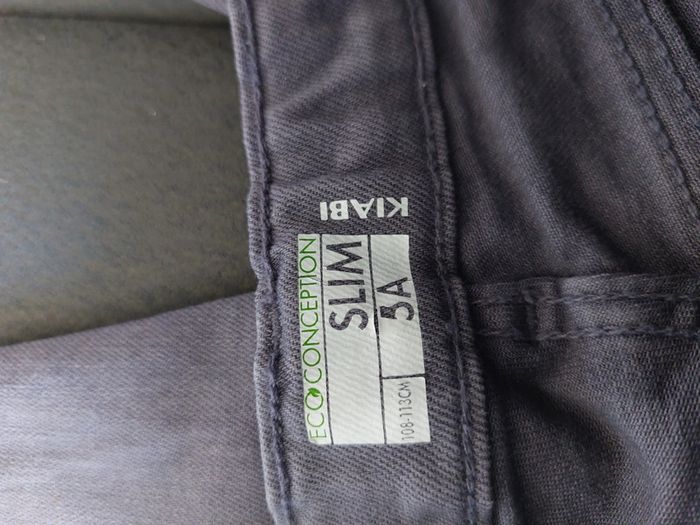 KIABI
ECO CONCEPTION
SLIM
5A
108-113CM